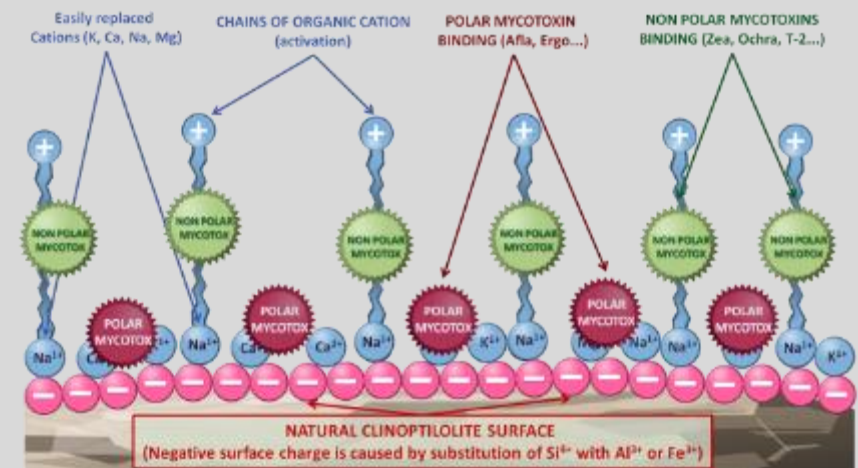 Easily replaced
Cations (K, Ca, Na, Mg)
CHAINS OF ORGANIC CATION
(activation)
POLAR MYCOTOXIN
BINDING (Afla, Ergo...)
NON POLAR MYCOTOXINS
BINDING (Zea, Ochra, T-2...)
+
+
+
+
+
+
NON POLAR
MYCOTOX
NON POLAR
MYCOTOX
NON POLAR
MYCOTOX
NON POLAR
MYCOTOX
NON POLAR
MYCOTOX
NON POLAR
MYCOTOX
POLAR
MYCOTOX
POLAR
MYCOTOX
POLAR
MYCOTOX
POLAR
MYCOTOX
POLAR
MYCOTOX
Na¹⁺
Na¹⁺
Ca²⁺
Na¹⁺
K¹⁺
Na¹⁺
Na¹⁺
Na¹⁺
Na¹⁺
K¹⁺
NATURAL CLINOPTILOLITE SURFACE
(Negative surface charge is caused by substitution of Si⁴⁺ with Al³⁺ or Fe³⁺)